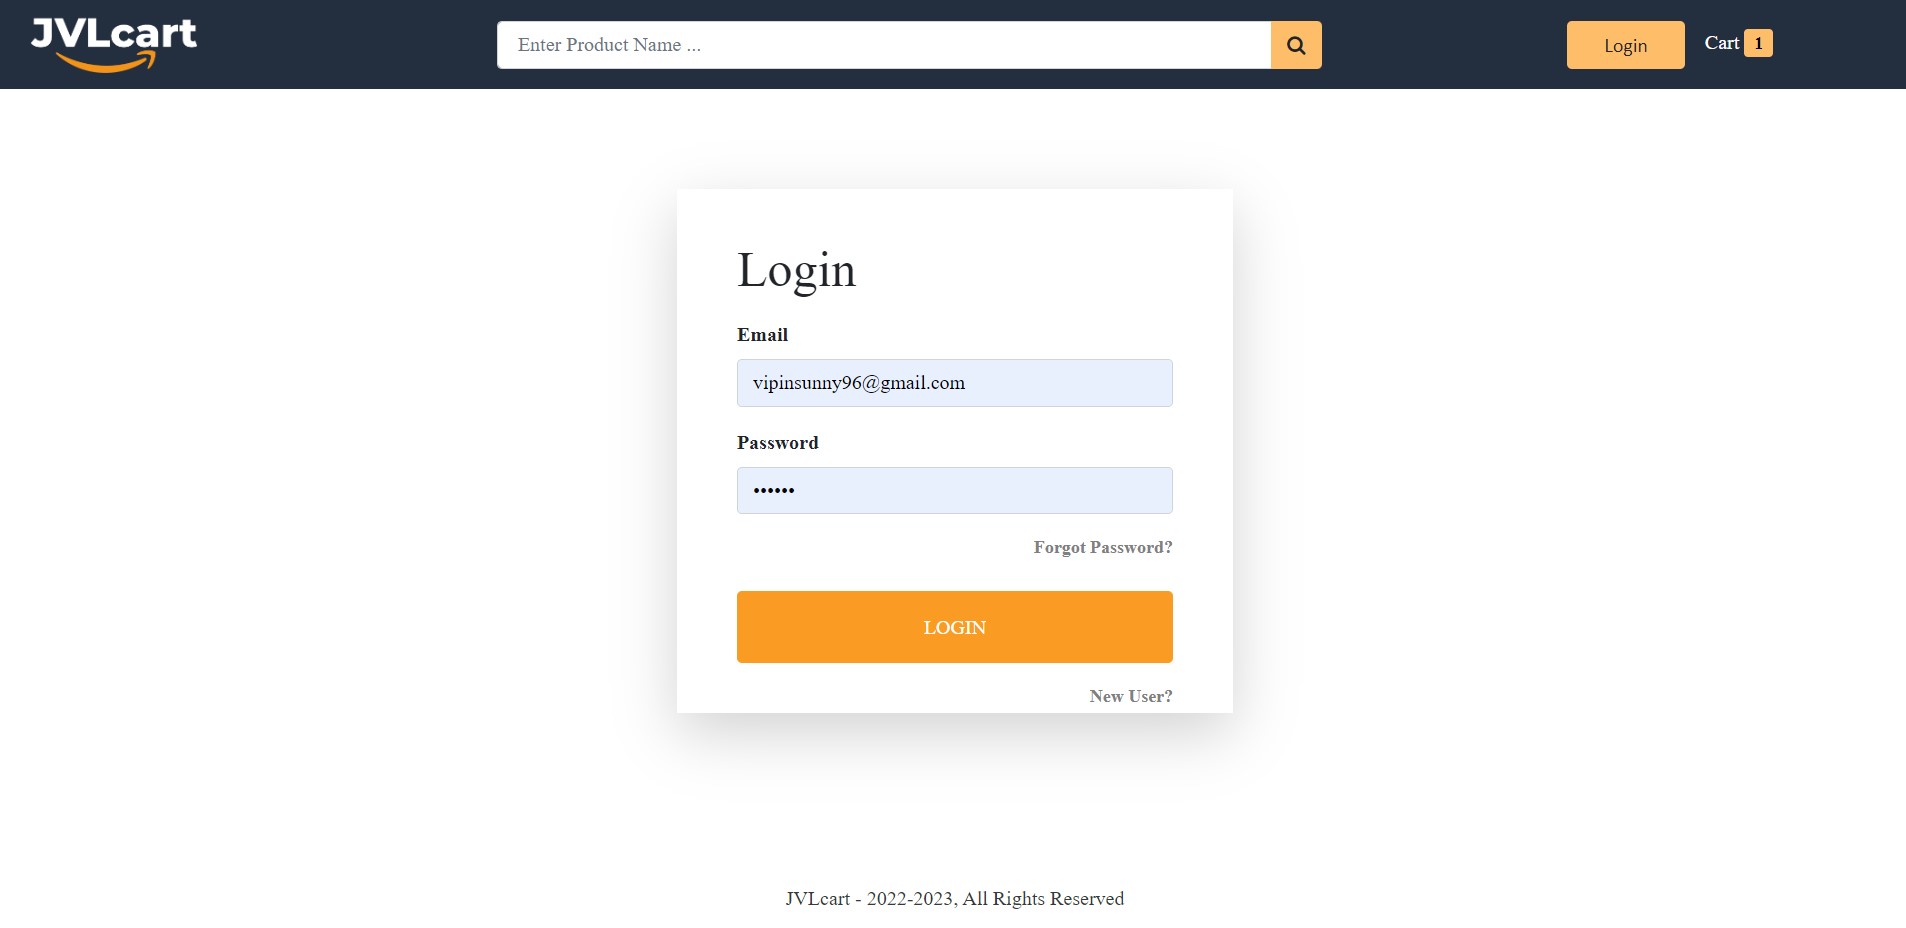 JVLcart
Enter Product Name ...
Login
Cart 1
Login
Email
vipinsunny96@gmail.com
Password
••••••
Forgot Password?
LOGIN
New User?
JVLcart - 2022-2023, All Rights Reserved